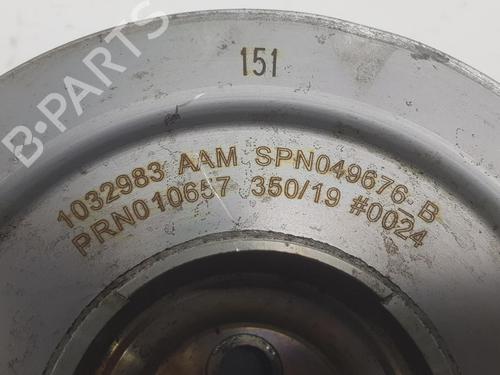 151
1032983 AAM SPN049676-B
PRN010657 350/19 #0024
B-PARTS